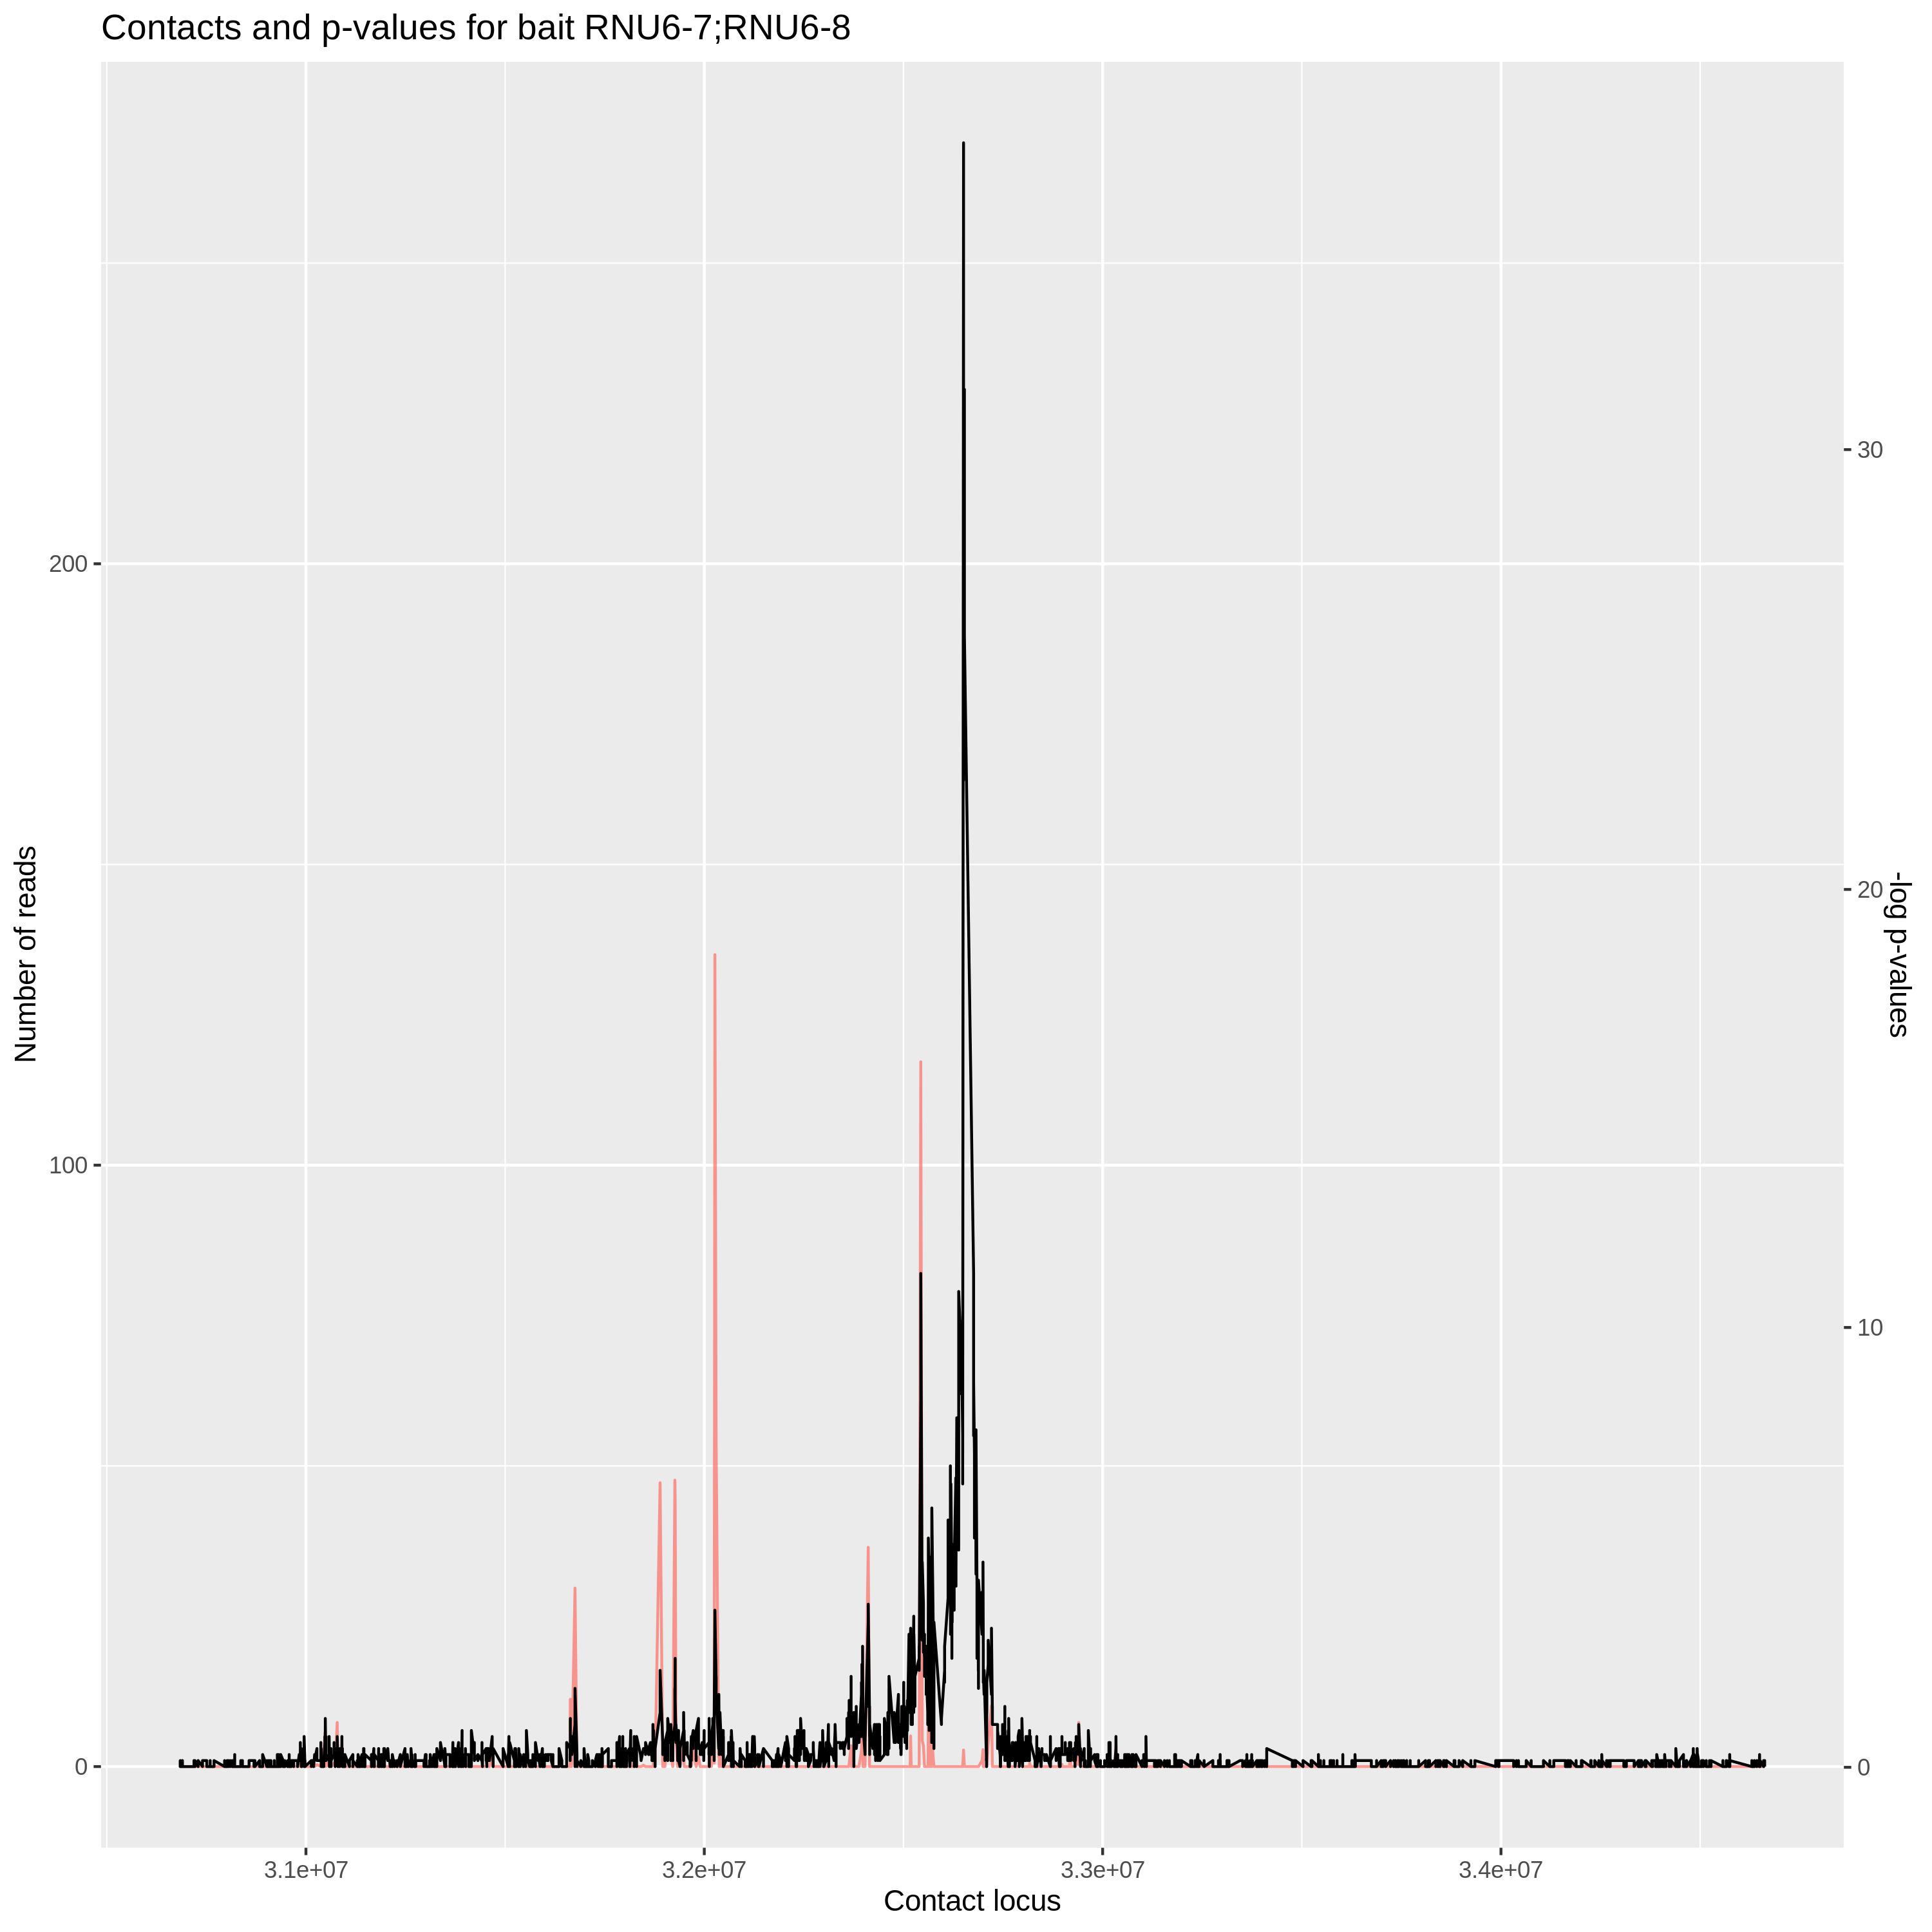 Contacts and p-values for bait RNU6-7;RNU6-8
Number of reads
200
100
0
30
20
10
0
-log p-values
3.1e+07
3.2e+07
3.3e+07
3.4e+07
Contact locus